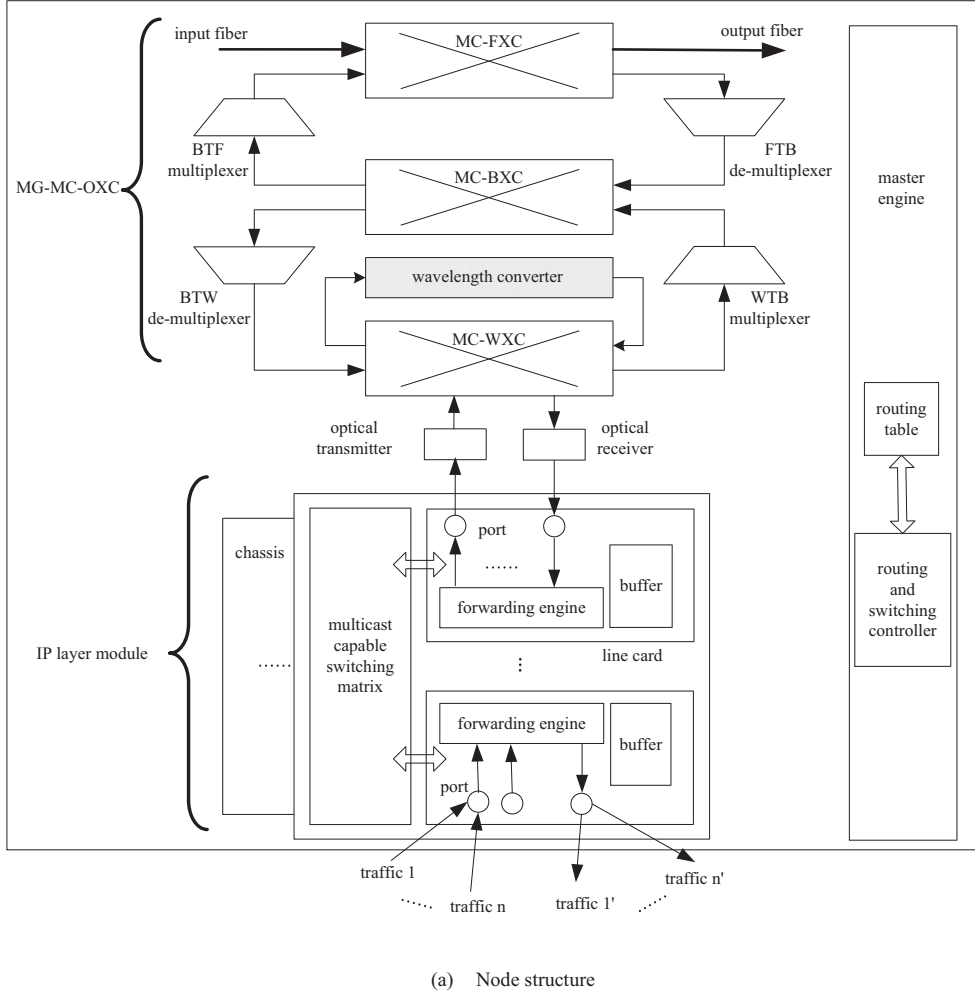 input fiber
MC-FXC
output fiber
BTF
multiplexer
FTB
de-multiplexer
MG-MC-OXC
MC-BXC
master
engine
wavelength converter
BTW
de-multiplexer
WTB
multiplexer
MC-WXC
routing
table
optical
transmitter
optical
receiver
chassis
port
......
buffer
forwarding engine
routing
and
switching
controller
multicast
capable
switching
matrix
IP layer module
......
line card
...
forwarding engine
buffer
port
traffic 1
traffic n
traffic 1'
traffic n'
......
......
(a) Node structure